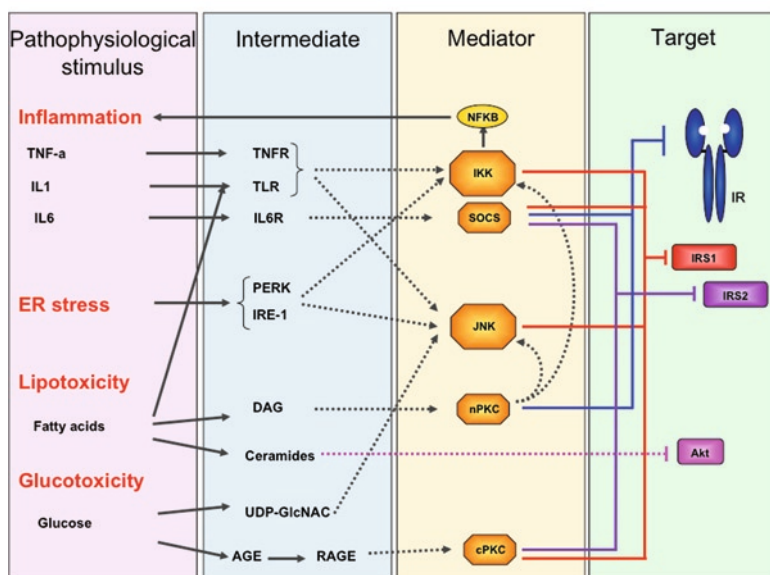 Pathophysiological
stimulus
Intermediate
Mediator
Target
Inflammation
NFKB
TNF-a
TNFR
IKK
IL1
TLR
IL6
IL6R
SOCS
IR
IRS1
ER stress
PERK
IRE-1
IRS2
JNK
Lipotoxicity
Fatty acids
DAG
nPKC
Ceramides
Akt
Glucotoxicity
Glucose
UDP-GlcNAC
AGE
RAGE
cPKC